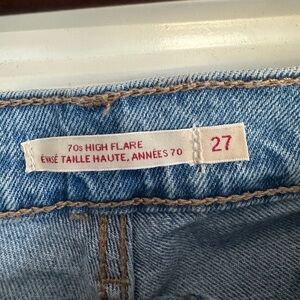 70s HIGH FLARE
ÉVASÉ TAILLE HAUTE, ANNÉES 70
27